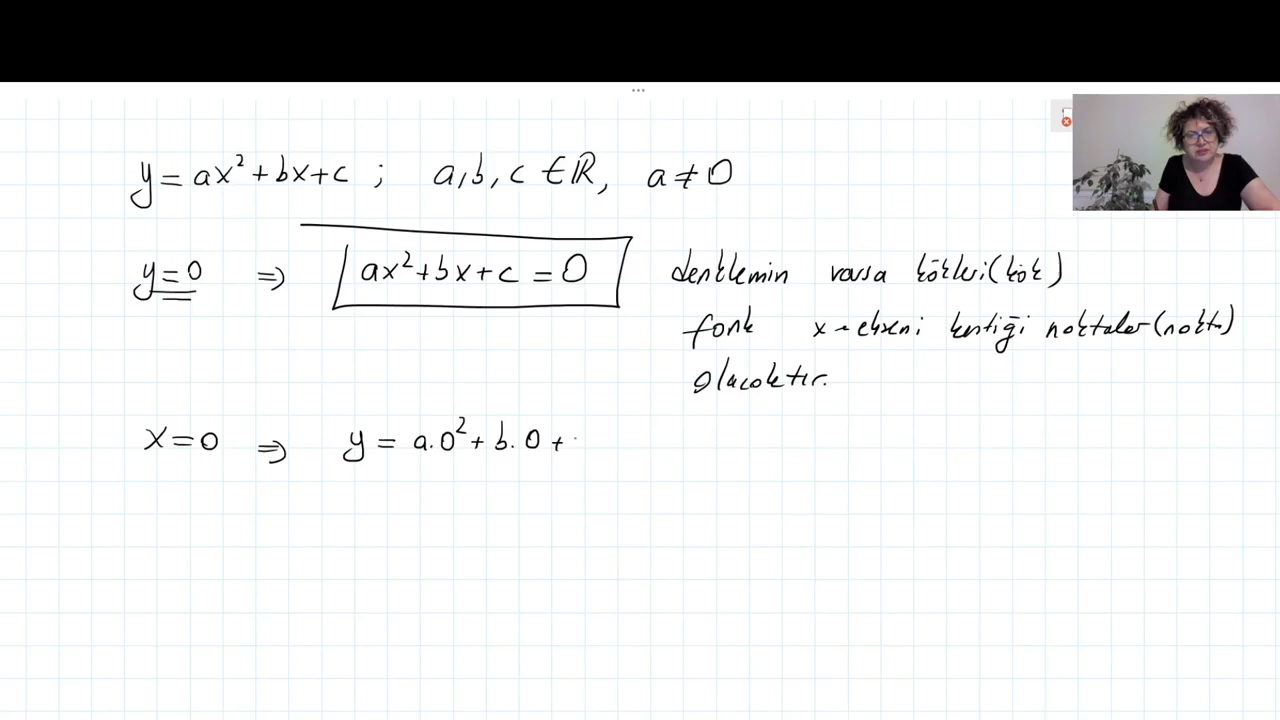 y = ax² + bx + c ; a, b, c ∈ ℝ, a ≠ 0
y = 0 ⇒ ax² + bx + c = 0 denklemin varsa kökleri (kök)
fonk x-ekseni kestiği noktalar (nokta)
olacaktır.
x = 0 ⇒ y = a.0² + b.0 +